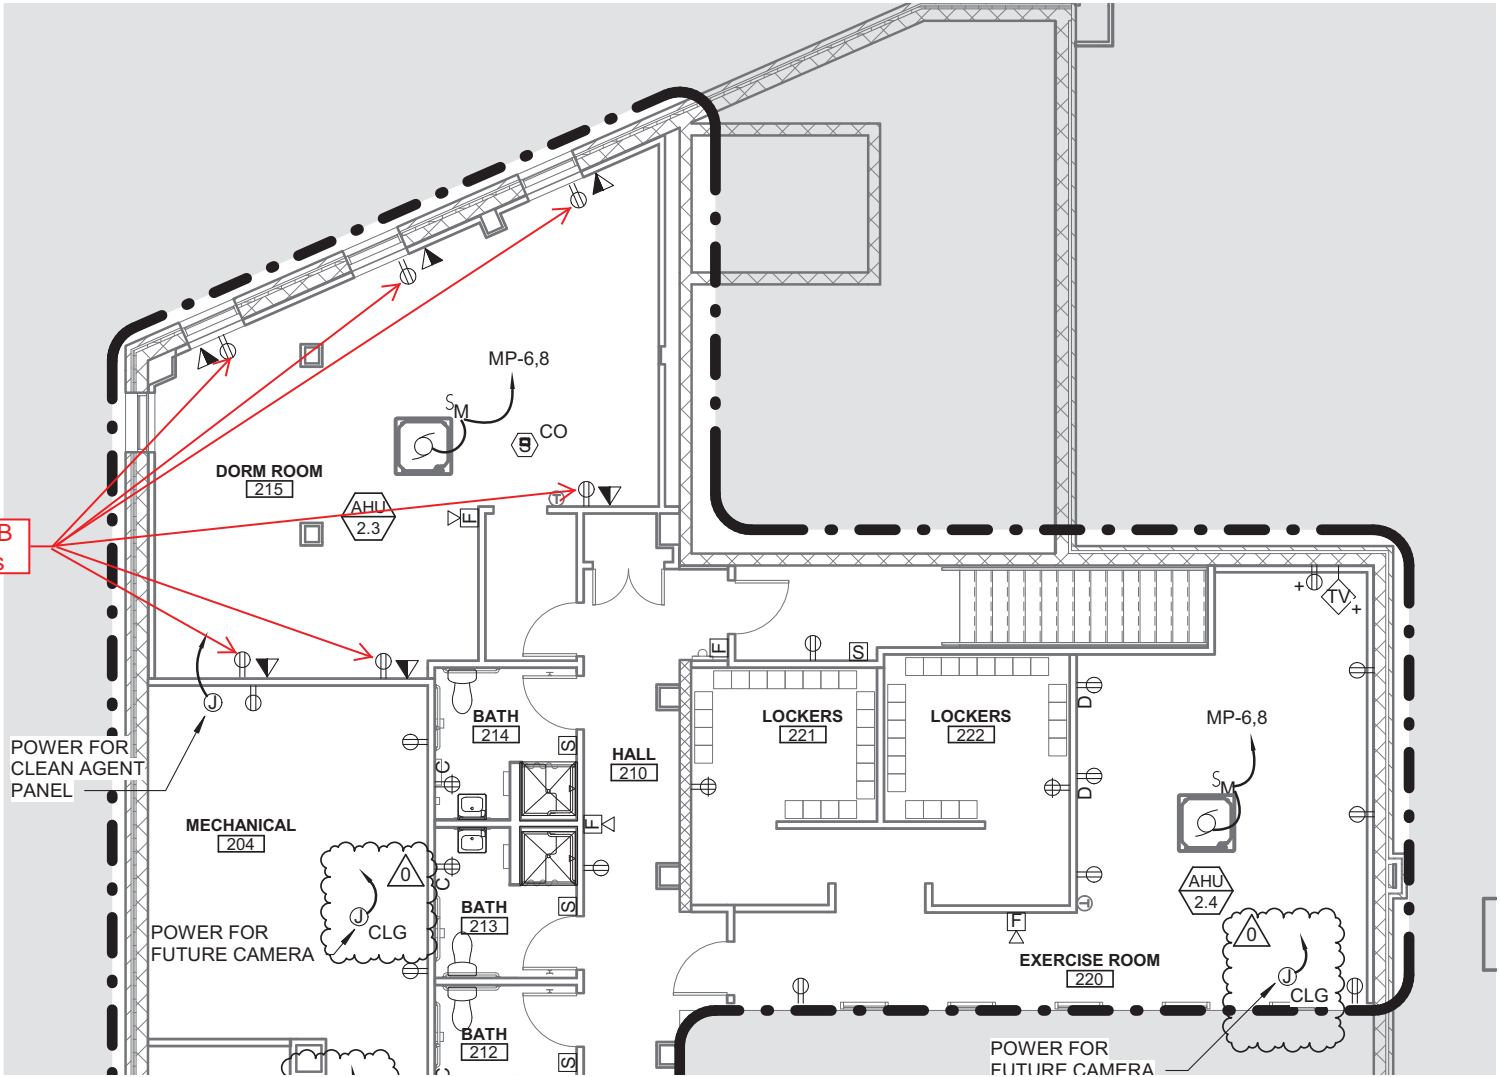 MP-6,8
S
M
CO
DORM ROOM
215
AHU
2.3
T
F
B
s
TV
+
+
F
S
J
POWER FOR
CLEAN AGENT
PANEL
BATH
214
S
C
HALL
210
LOCKERS
221
LOCKERS
222
D
D
MP-6,8
S
M
MECHANICAL
204
F
0
C
J
CLG
POWER FOR
FUTURE CAMERA
BATH
213
S
AHU
2.4
T
F
0
EXERCISE ROOM
220
J
CLG
BATH
212
S
POWER FOR
FUTURE CAMERA